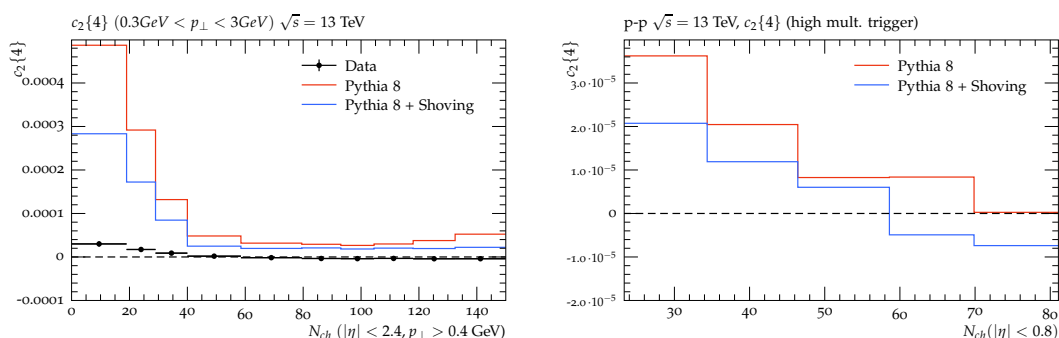 c₂{4} (0.3GeV < p⊥ < 3GeV) √s = 13 TeV
c₂{4}
0.0004
0.0003
0.0002
0.0001
0
-0.0001
Data
Pythia 8
Pythia 8 + Shoving
0 20 40 60 80 100 120 140
N_ch (|η| < 2.4, p⊥ > 0.4 GeV)
p-p √s = 13 TeV, c₂{4} (high mult. trigger)
c₂{4}
3.0·10⁻⁵
2.0·10⁻⁵
1.0·10⁻⁵
0
-1.0·10⁻⁵
-2.0·10⁻⁵
Pythia 8
Pythia 8 + Shoving
30 40 50 60 70 80
N_ch(|η| < 0.8)